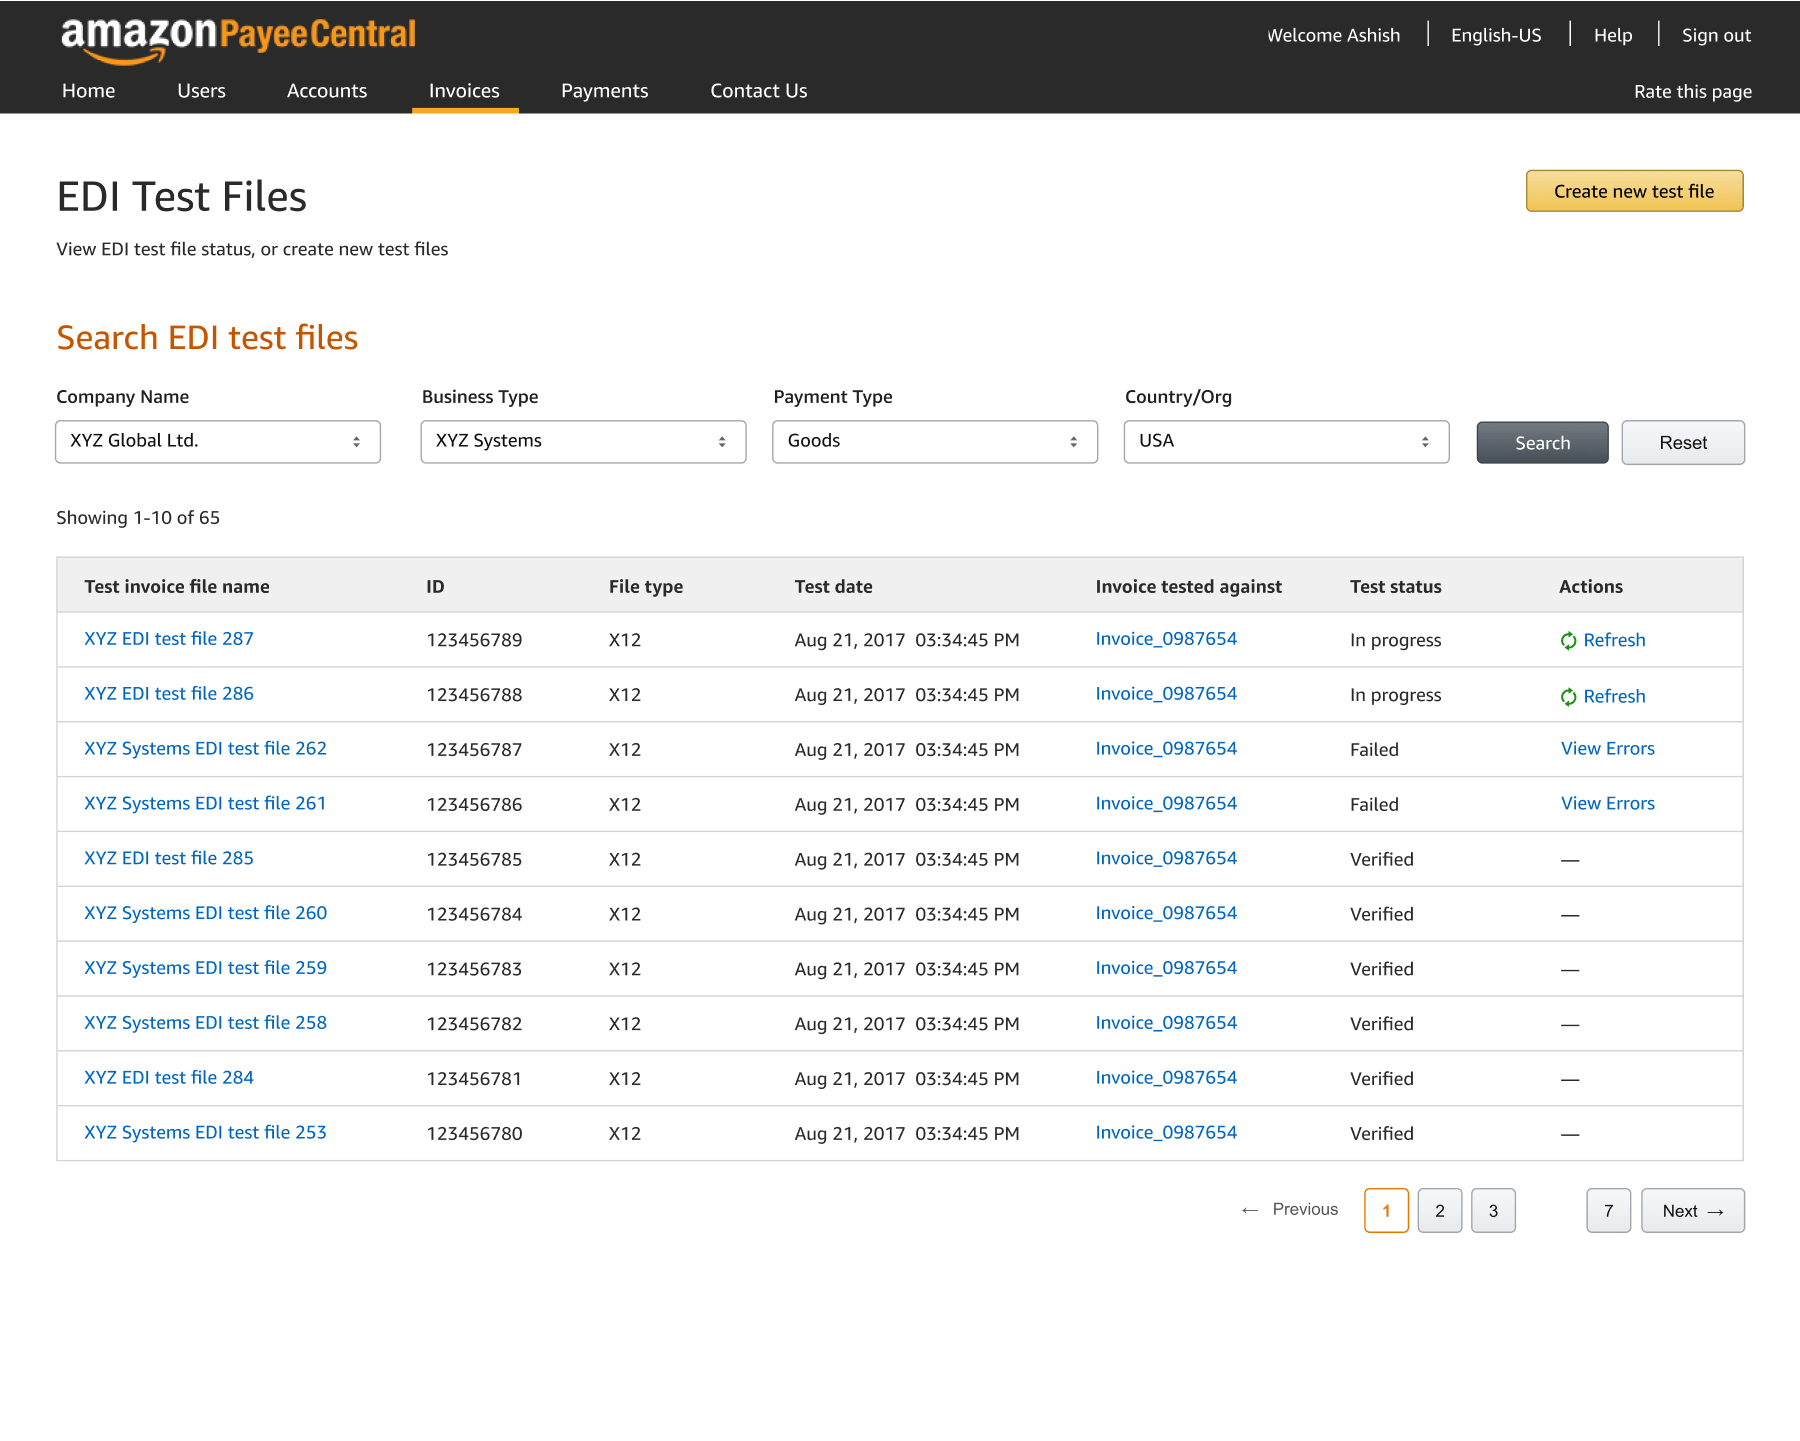 amazonPayeeCentral
Welcome Ashish English-US Help Sign out
Home Users Accounts Invoices Payments Contact Us Rate this page
EDI Test Files
Create new test file
View EDI test file status, or create new test files
Search EDI test files
Company Name Business Type Payment Type Country/Org
XYZ Global Ltd. XYZ Systems Goods USA Search Reset
Showing 1-10 of 65
Test invoice file name ID File type Test date Invoice tested against Test status Actions
XYZ EDI test file 287 123456789 X12 Aug 21, 2017 03:34:45 PM Invoice_0987654 In progress Refresh
XYZ EDI test file 286 123456788 X12 Aug 21, 2017 03:34:45 PM Invoice_0987654 In progress Refresh
XYZ Systems EDI test file 262 123456787 X12 Aug 21, 2017 03:34:45 PM Invoice_0987654 Failed View Errors
XYZ Systems EDI test file 261 123456786 X12 Aug 21, 2017 03:34:45 PM Invoice_0987654 Failed View Errors
XYZ EDI test file 285 123456785 X12 Aug 21, 2017 03:34:45 PM Invoice_0987654 Verified —
XYZ Systems EDI test file 260 123456784 X12 Aug 21, 2017 03:34:45 PM Invoice_0987654 Verified —
XYZ Systems EDI test file 259 123456783 X12 Aug 21, 2017 03:34:45 PM Invoice_0987654 Verified —
XYZ Systems EDI test file 258 123456782 X12 Aug 21, 2017 03:34:45 PM Invoice_0987654 Verified —
XYZ EDI test file 284 123456781 X12 Aug 21, 2017 03:34:45 PM Invoice_0987654 Verified —
XYZ Systems EDI test file 253 123456780 X12 Aug 21, 2017 03:34:45 PM Invoice_0987654 Verified —
← Previous 1 2 3 7 Next →